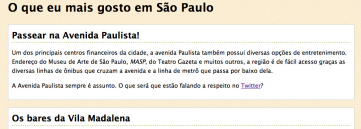 O que eu mais gosto em São Paulo
Passear na Avenida Paulista!
Um dos principais centros financeiros da cidade, a avenida Paulista também possui diversas opções de entretenimento.
Endereço do Museu de Arte de São Paulo, MASP, do Teatro Gazeta e muitos outros, a região é de fácil acesso graças as
diversas linhas de ônibus que cruzam a avenida e a linha de metrô que passa por baixo dela.
A Avenida Paulista sempre é assunto. O que será que estão falando a respeito no Twitter?
Os bares da Vila Madalena